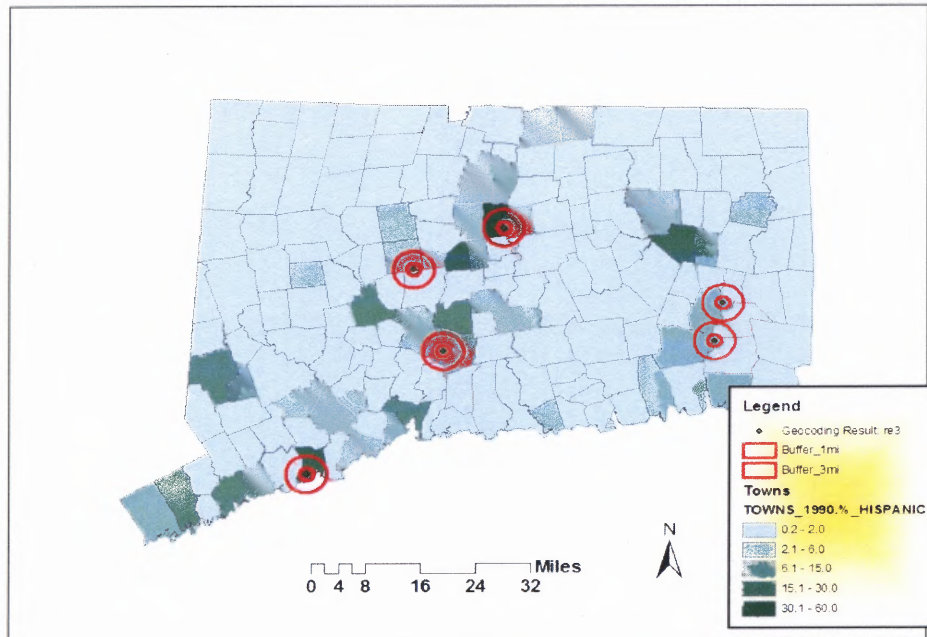 Legend
Geocoding Result: re3
Buffer_1mi
Buffer_3mi
Towns
TOWNS_1990.%_HISPANIC
0.2 - 2.0
2.1 - 6.0
6.1 - 15.0
15.1 - 30.0
30.1 - 60.0
N
Miles
0 4 8 16 24 32